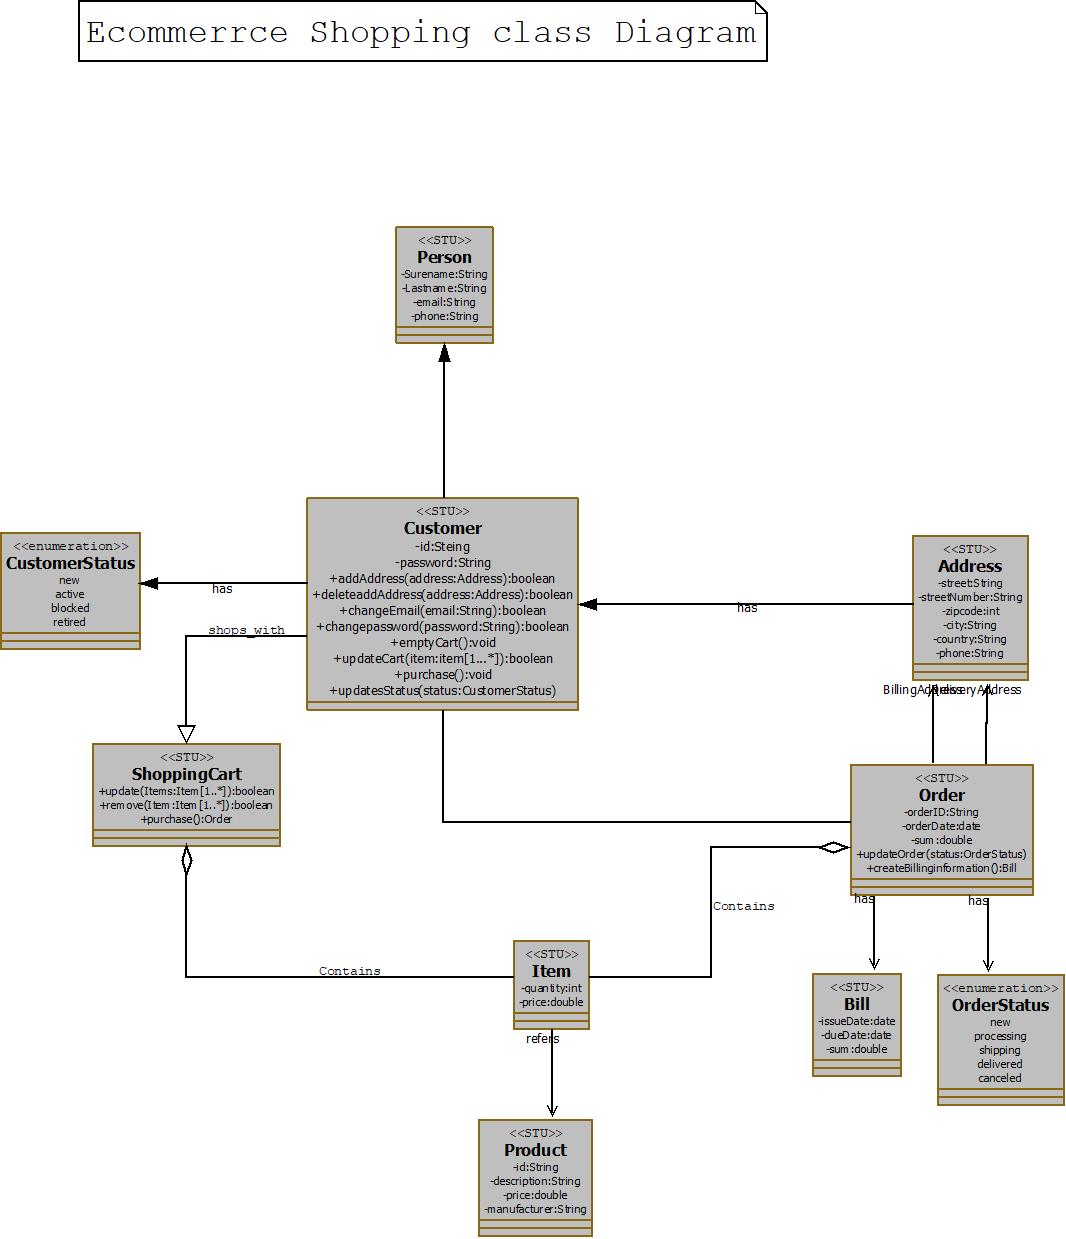 Ecommerrce Shopping class Diagram
<<STU>>
Person
-Surename:String
-Lastname:String
-email:String
-phone:String
<<STU>>
Customer
-id:Steing
-password:String
+addAddress(address:Address):boolean
+deleteaddAddress(address:Address):boolean
+changeEmail(email:String):boolean
+changepassword(password:String):boolean
+emptyCart():void
+updateCart(item:item[1...*]):boolean
+purchase():void
+updatesStatus(status:CustomerStatus)
<<enumeration>>
CustomerStatus
new
active
blocked
retired
has
shops_with
has
<<STU>>
Address
-street:String
-streetNumber:String
-zipcode:int
-city:String
-country:String
-phone:String
BillingAddress
DeliveryAddress
<<STU>>
ShoppingCart
+update(Items:Item[1..*]):boolean
+remove(Item:Item[1..*]):boolean
+purchase():Order
<<STU>>
Order
-orderID:String
-orderDate:date
-sum:double
+updateOrder(status:OrderStatus)
+createBillinginformation():Bill
has
has
Contains
Contains
<<STU>>
Item
-quantity:int
-price:double
refers
<<STU>>
Bill
-issueDate:date
-dueDate:date
-sum:double
<<enumeration>>
OrderStatus
new
processing
shipping
delivered
canceled
<<STU>>
Product
-id:String
-description:String
-price:double
-manufacturer:String